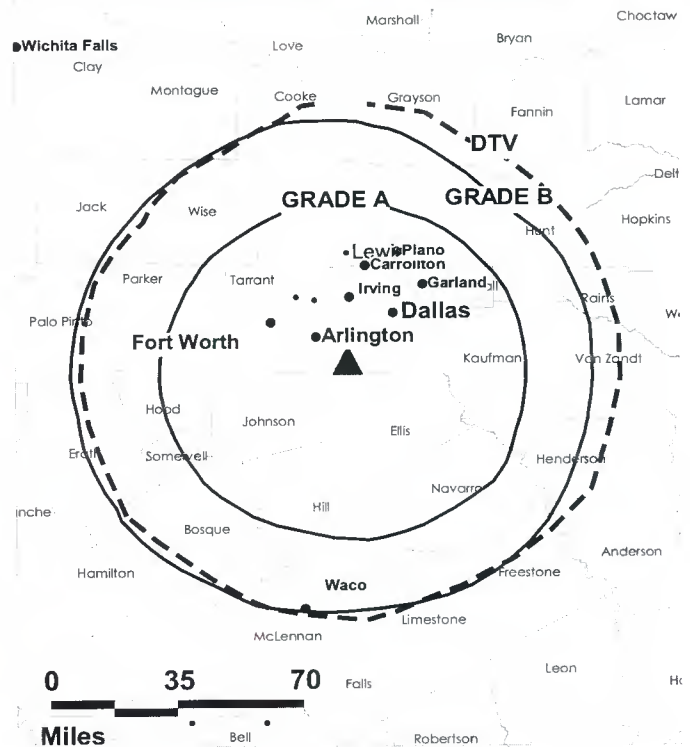 Marshall
Choctaw
Wichita Falls
Love
Bryan
Clay
Montague
Cooke
Grayson
Fannin
Lamar
DTV
Delt
GRADE A
GRADE B
Jack
Wise
Hopkins
Hunt
Lewis
Plano
Carrollton
Parker
Tarrant
Irving
Garland
all
Rains
Dallas
Palo Pinto
Fort Worth
Arlington
Kaufman
Van Zandt
Hood
Johnson
Ellis
Erath
Somervell
Henderson
Navarro
Hill
nche
Bosque
Anderson
Hamilton
Waco
Freestone
Limestone
McLennan
Leon
0 35 70
Falls
Miles
Bell
Robertson